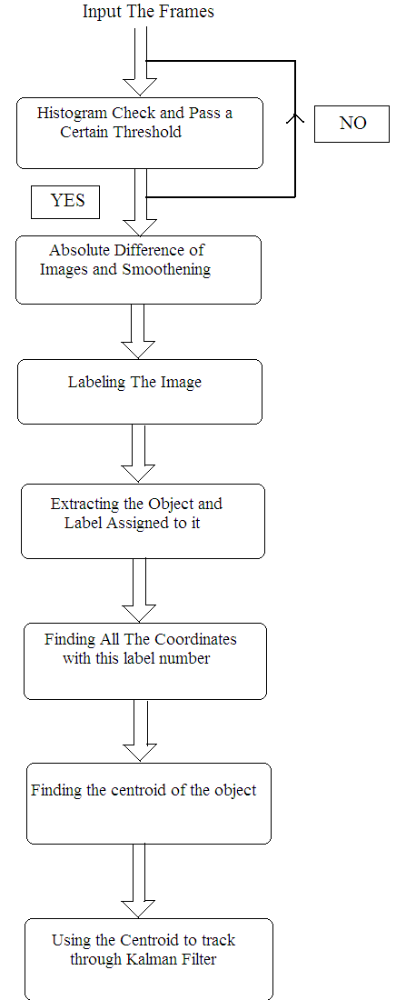 Input The Frames
Histogram Check and Pass a
Certain Threshold
NO
YES
Absolute Difference of
Images and Smoothening
Labeling The Image
Extracting the Object and
Label Assigned to it
Finding All The Coordinates
with this label number
Finding the centroid of the object
Using the Centroid to track
through Kalman Filter